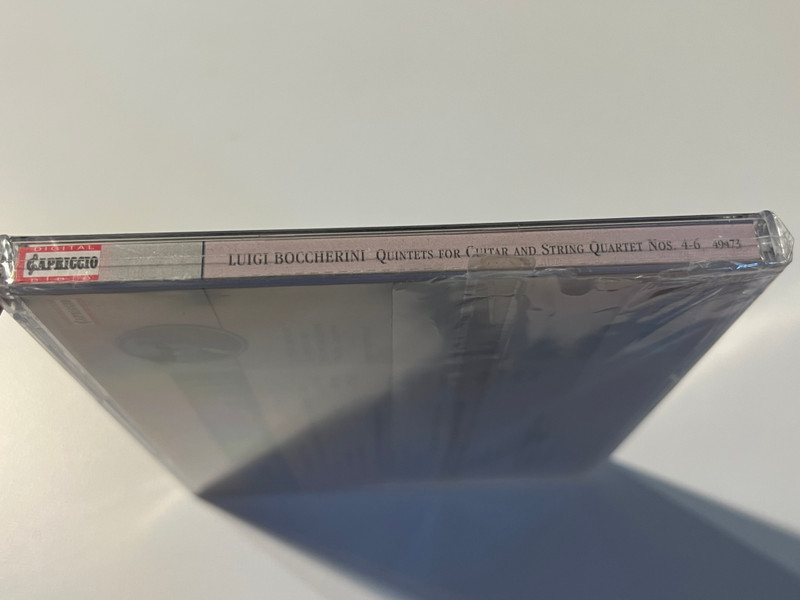 DIGITAL
CAPRICCIO
LUIGI BOCCHERINI QUINTETS FOR GUITAR AND STRING QUARTET NOS. 4-6 49473